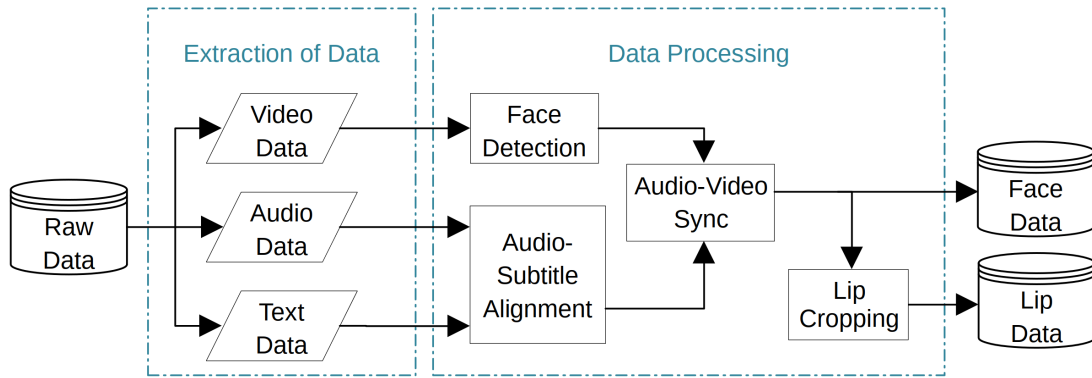 Extraction of Data
Data Processing
Raw
Data
Video
Data
Audio
Data
Text
Data
Face
Detection
Audio-
Subtitle
Alignment
Audio-Video
Sync
Lip
Cropping
Face
Data
Lip
Data